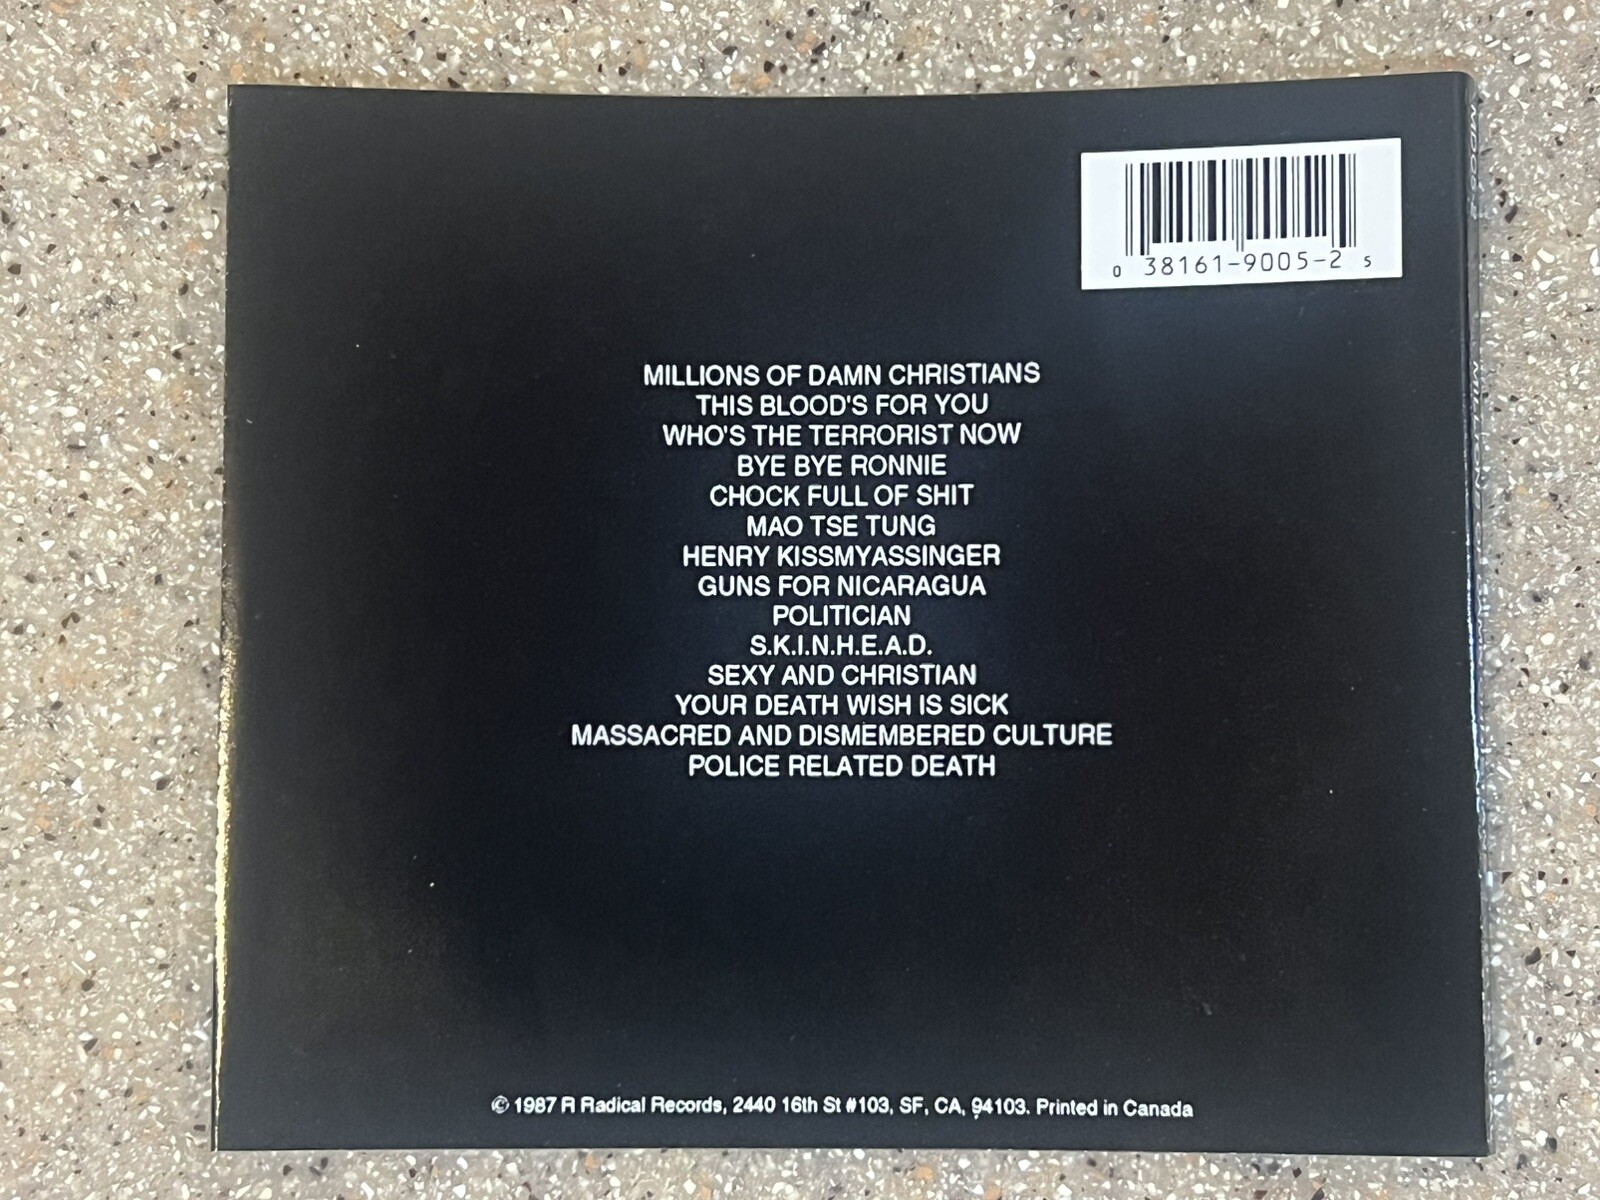 0 38161-9005-2 5
MILLIONS OF DAMN CHRISTIANS
THIS BLOOD'S FOR YOU
WHO'S THE TERRORIST NOW
BYE BYE RONNIE
CHOCK FULL OF SHIT
MAO TSE TUNG
HENRY KISSMYASSINGER
GUNS FOR NICARAGUA
POLITICIAN
S.K.I.N.H.E.A.D.
SEXY AND CHRISTIAN
YOUR DEATH WISH IS SICK
MASSACRED AND DISMEMBERED CULTURE
POLICE RELATED DEATH
© 1987 R Radical Records, 2440 16th St #103, SF, CA, 94103. Printed in Canada